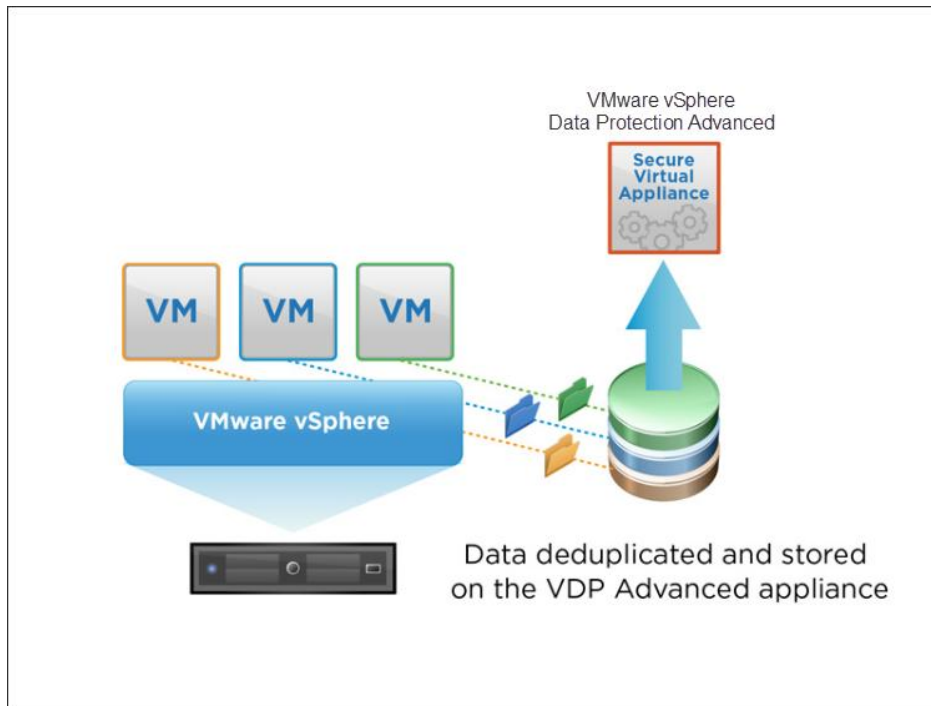 VMware vSphere
Data Protection Advanced
Secure
Virtual
Appliance
VM
VM
VM
VMware vSphere
Data deduplicated and stored
on the VDP Advanced appliance